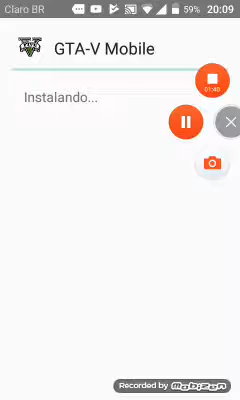 Claro BR 59% 20:09
GTA-V Mobile
01:40
Instalando...
Recorded by Mobizen